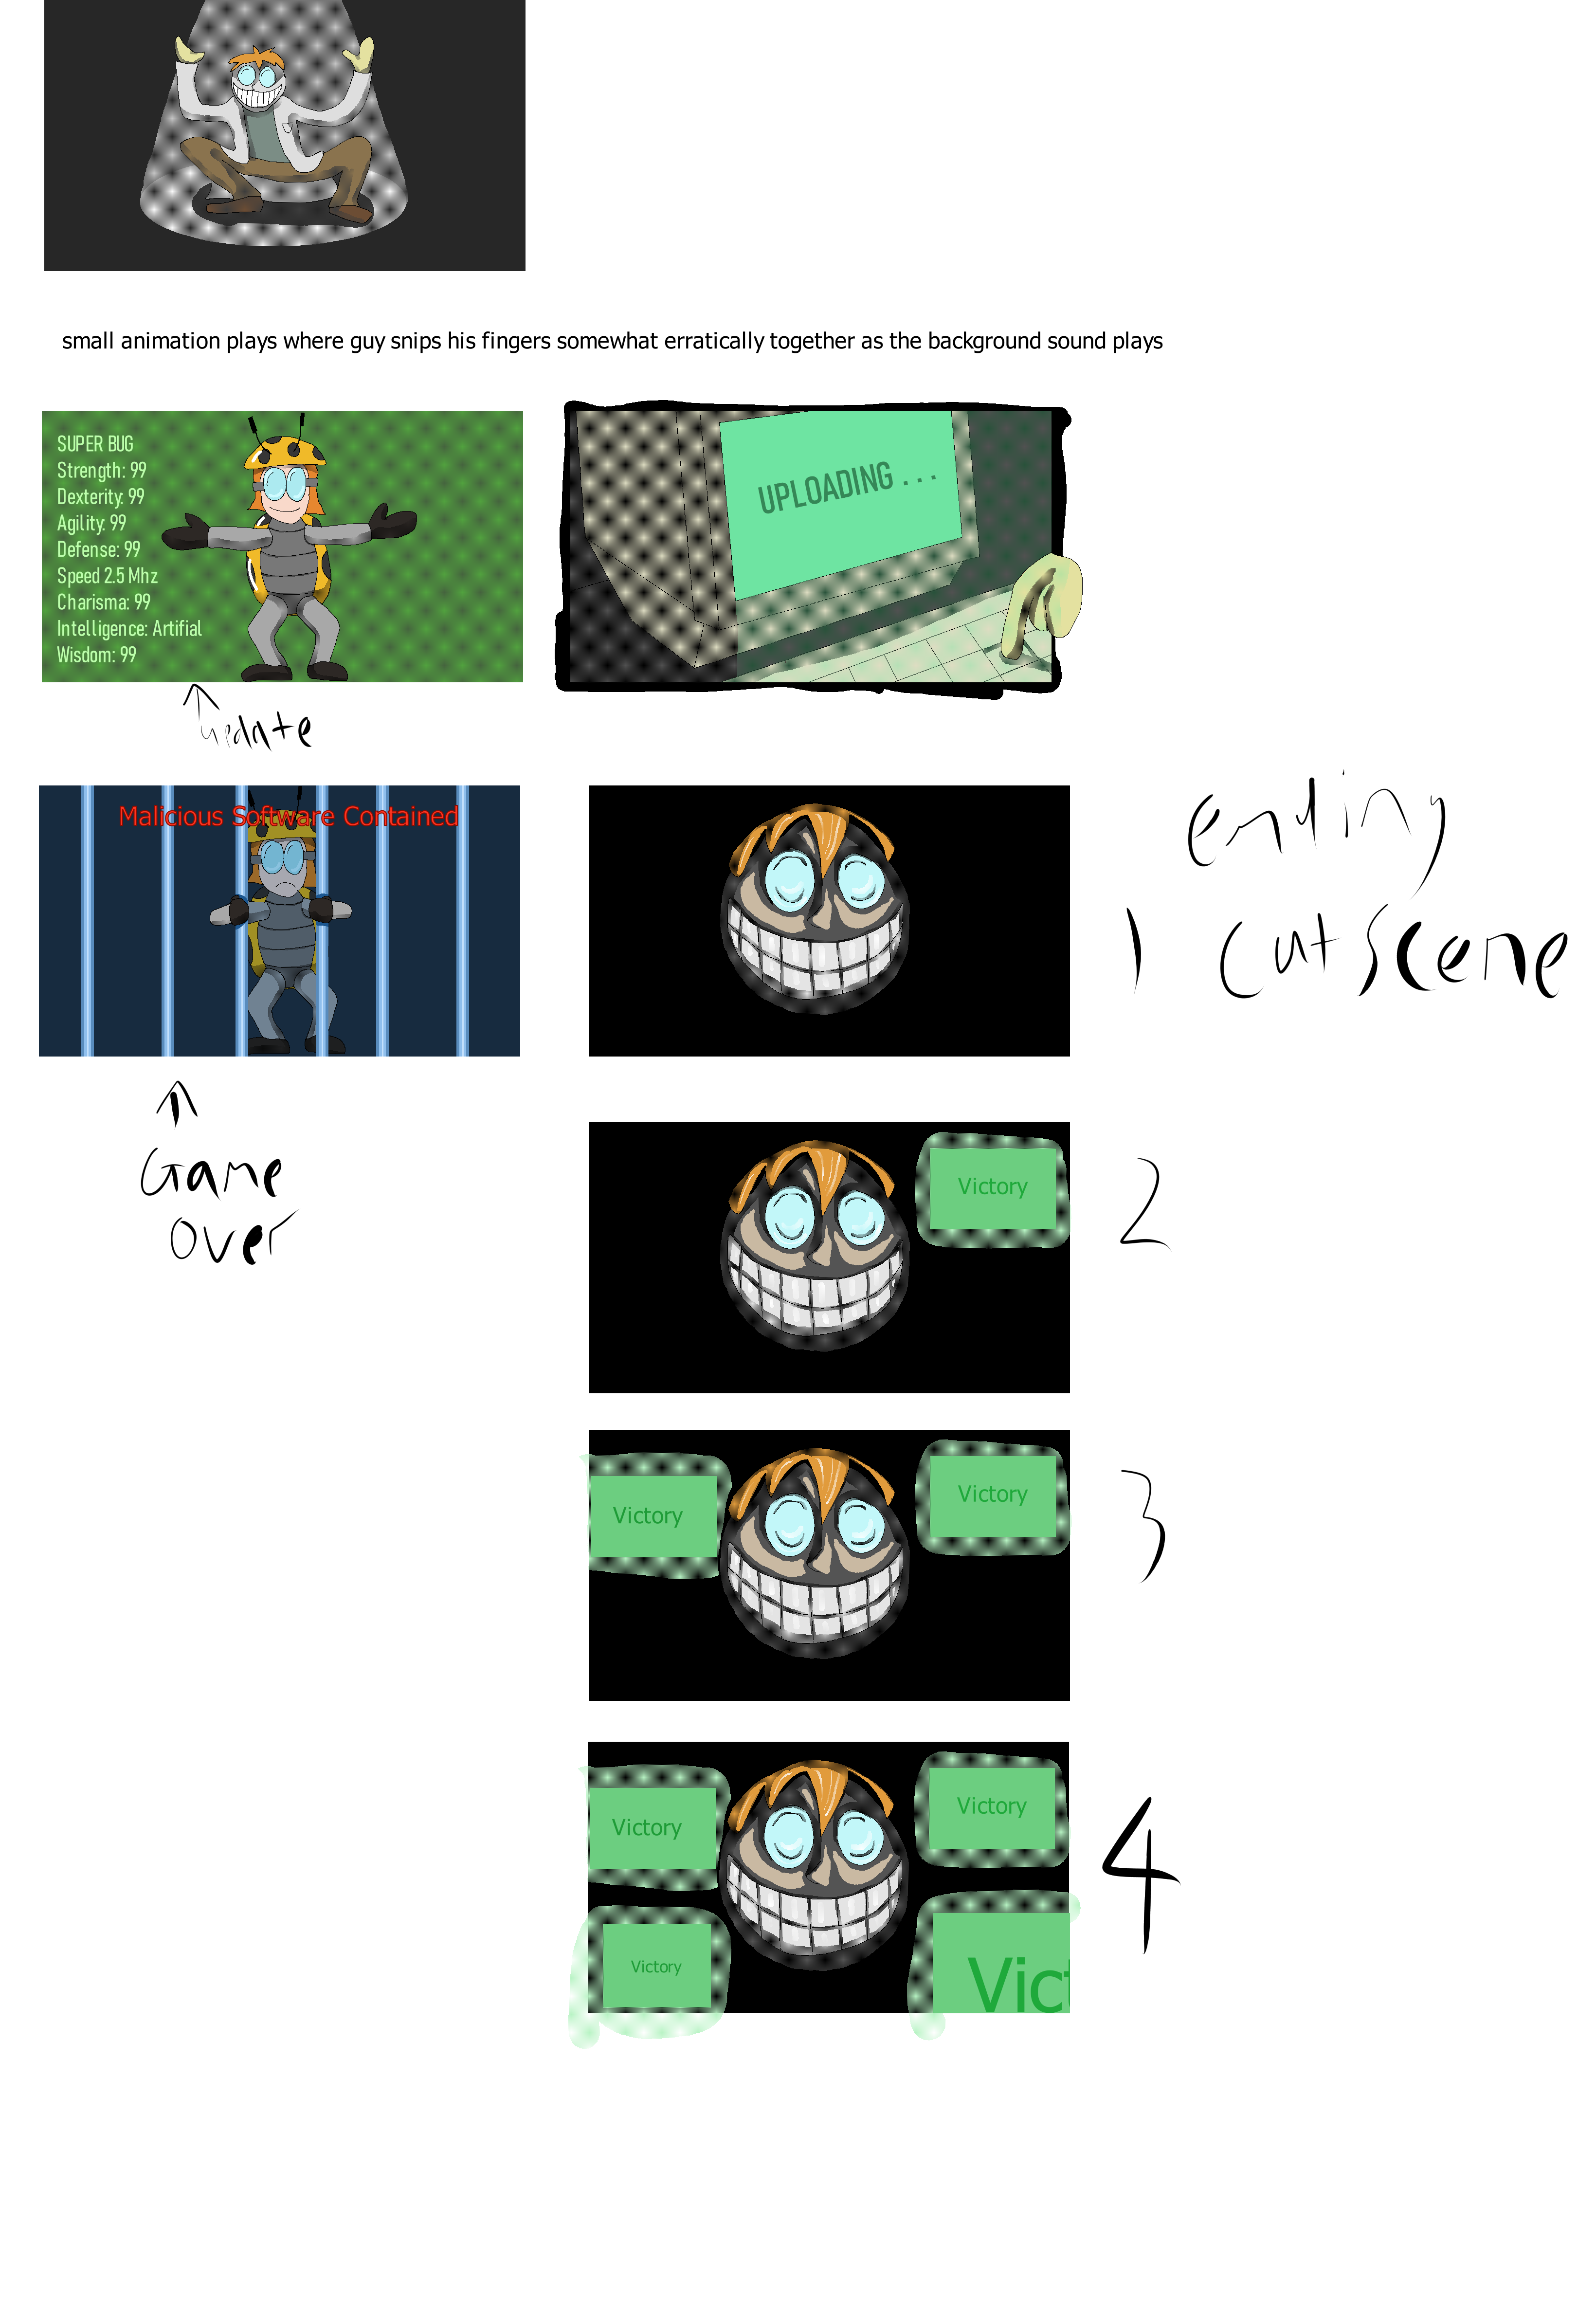 small animation plays where guy snips his fingers somewhat erratically together as the background sound plays
SUPER BUG
Strength: 99
Dexterity: 99
Agility: 99
Defense: 99
Speed 2.5 Mhz
Charisma: 99
Intelligence: Artifial
Wisdom: 99
UPLOADING . . .
update
Malicious Software Contained
ending
1 cutscene
Game
over
Victory
2
Victory
Victory
3
Victory
Victory
4
Victory
Vict